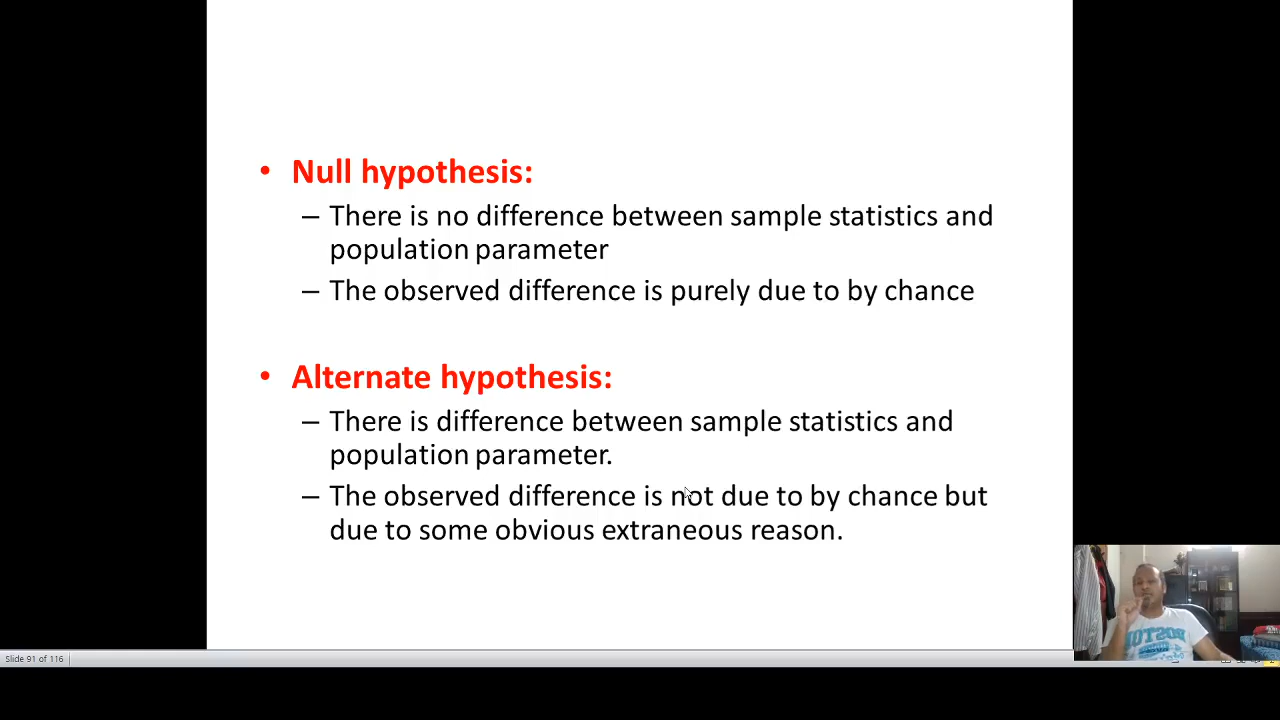 • Null hypothesis:
– There is no difference between sample statistics and
population parameter
– The observed difference is purely due to by chance
• Alternate hypothesis:
– There is difference between sample statistics and
population parameter.
– The observed difference is not due to by chance but
due to some obvious extraneous reason.
Slide 91 of 116